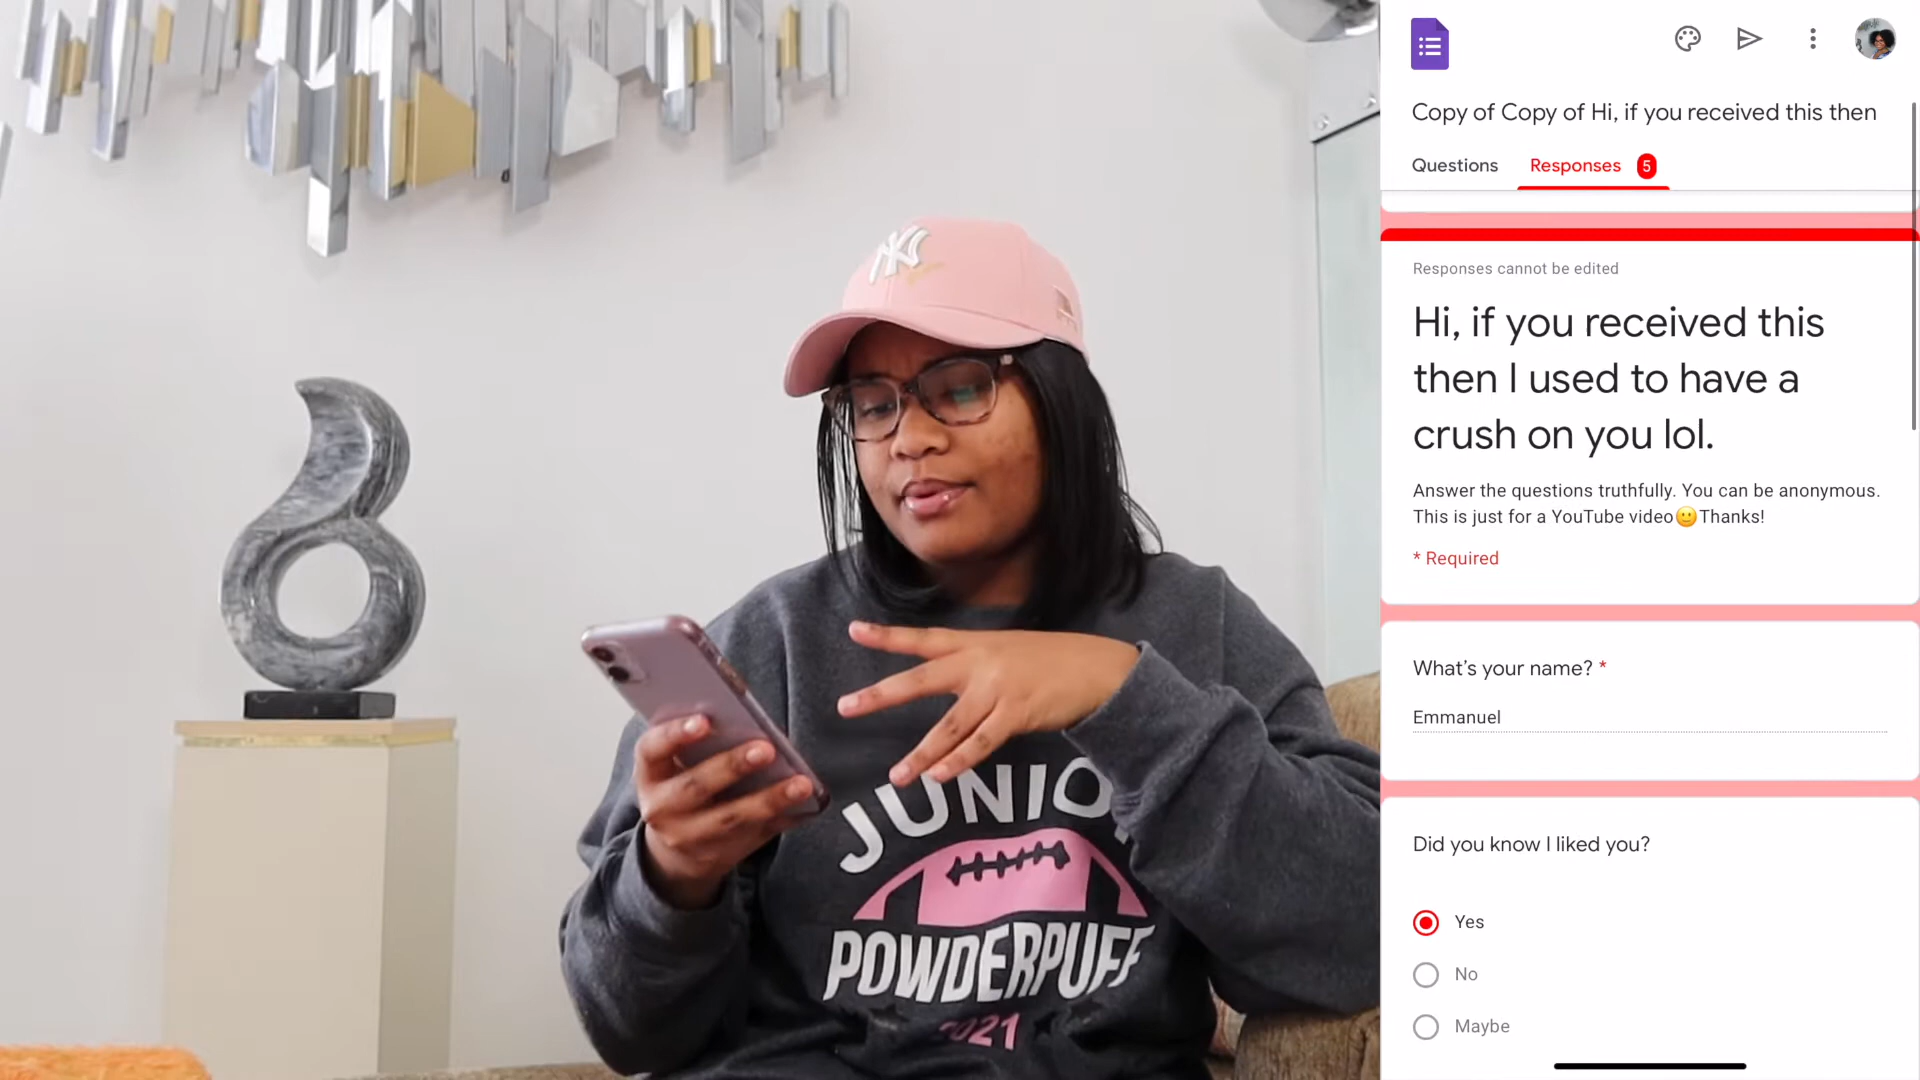 NY
JUNIO
POWDERPUFF
2021
Copy of Copy of Hi, if you received this then
Questions Responses 5
Responses cannot be edited
Hi, if you received this
then I used to have a
crush on you lol.
Answer the questions truthfully. You can be anonymous.
This is just for a YouTube video🙂Thanks!
* Required
What's your name? *
Emmanuel
Did you know I liked you?
Yes
No
Maybe